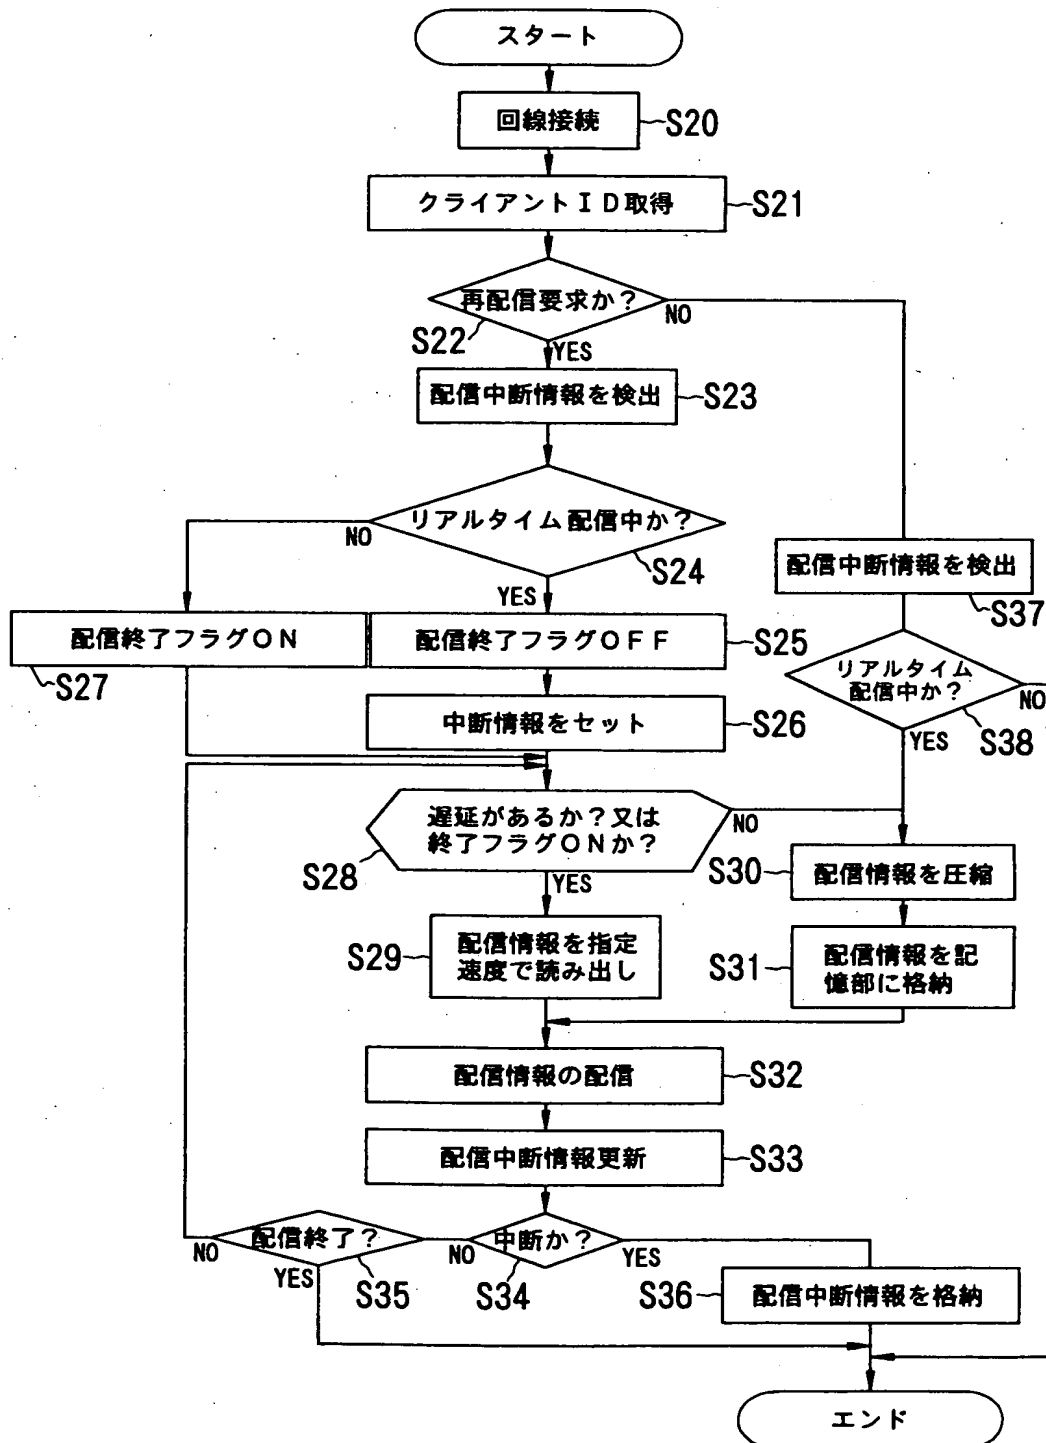 スタート
回線接続
S20
クライアントID取得
S21
再配信要求か?
NO
S22
YES
配信中断情報を検出
S23
リアルタイム配信中か?
NO
S24
YES
配信中断情報を検出
S37
配信終了フラグON
S27
配信終了フラグOFF
S25
リアルタイム
配信中か?
NO
YES
S38
中断情報をセット
S26
遅延があるか?又は
終了フラグONか?
NO
S28
YES
S30
配信情報を圧縮
S29
配信情報を指定
速度で読み出し
S31
配信情報を記
憶部に格納
配信情報の配信
S32
配信中断情報更新
S33
配信終了?
NO
YES
S35
中断か?
NO
YES
S34
S36
配信中断情報を格納
エンド